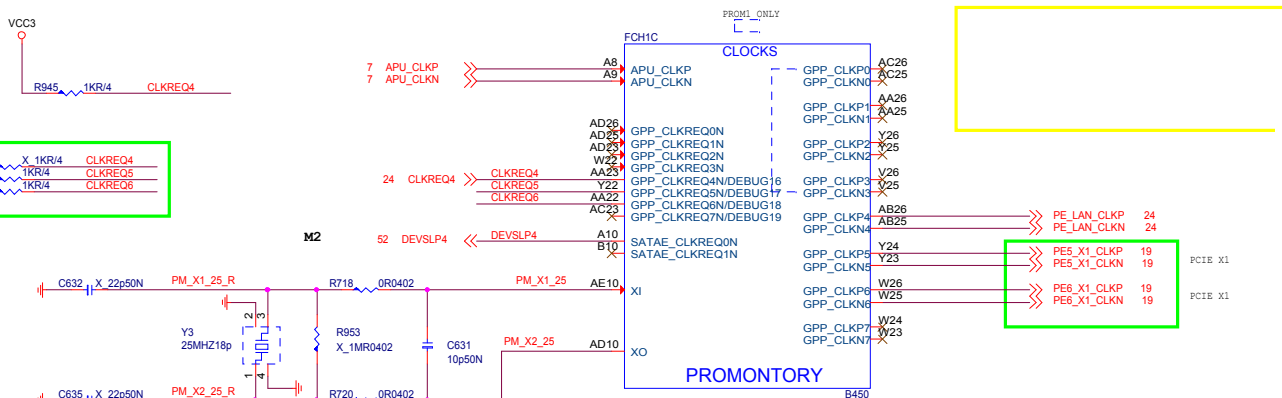 PROM1_ONLY
VCC3
FCH1C
CLOCKS
R945 1KR/4 CLKREQ4
7 APU_CLKP A8 APU_CLKP
7 APU_CLKN A9 APU_CLKN
GPP_CLKP0 AC26
GPP_CLKN0 AC25
GPP_CLKP1 AA26
GPP_CLKN1 AA25
AD26 GPP_CLKREQ0N
AD25 GPP_CLKREQ1N
AD23 GPP_CLKREQ2N
W22 GPP_CLKREQ3N
GPP_CLKP2 Y26
GPP_CLKN2 Y25
X_1KR/4 CLKREQ4
1KR/4 CLKREQ5
1KR/4 CLKREQ6
24 CLKREQ4 CLKREQ4 AA23 GPP_CLKREQ4N/DEBUG16
CLKREQ5 Y22 GPP_CLKREQ5N/DEBUG17
CLKREQ6 AA22 GPP_CLKREQ6N/DEBUG18
AC23 GPP_CLKREQ7N/DEBUG19
GPP_CLKP3 V26
GPP_CLKN3 V25
GPP_CLKP4 AB26 PE_LAN_CLKP 24
GPP_CLKN4 AB25 PE_LAN_CLKN 24
M2
52 DEVSLP4 DEVSLP4 A10 SATAE_CLKREQ0N
B10 SATAE_CLKREQ1N
GPP_CLKP5 Y24 PE5_X1_CLKP 19
GPP_CLKN5 Y23 PE5_X1_CLKN 19
PCIE X1
C632 X_22p50N PM_X1_25_R R718 0R0402 PM_X1_25 AE10 XI
GPP_CLKP6 W26 PE6_X1_CLKP 19
GPP_CLKN6 W25 PE6_X1_CLKN 19
PCIE X1
2 3
Y3
25MHZ18p
R953
X_1MR0402
C631
10p50N
1 4
PM_X2_25 AD10 XO
GPP_CLKP7 W24
GPP_CLKN7 W23
PROMONTORY
C635 X_22p50N PM_X2_25_R R720 0R0402
B450